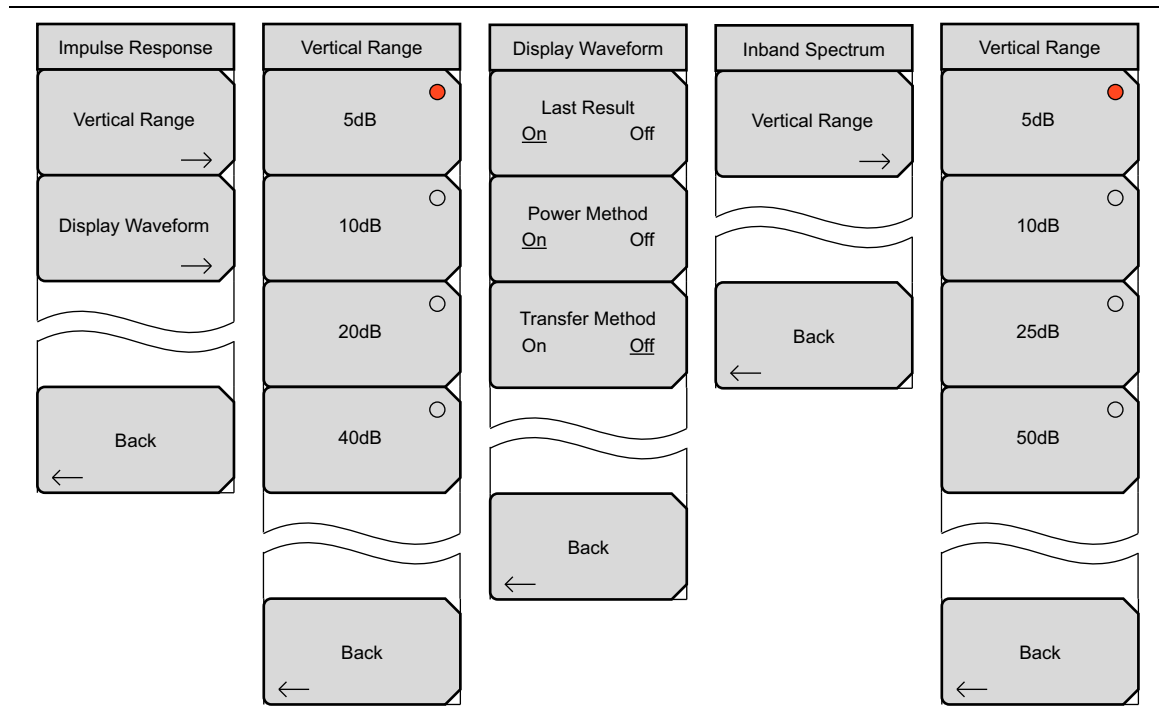 Impulse Response
Vertical Range
Display Waveform
Back
Vertical Range
5dB
10dB
20dB
40dB
Back
Display Waveform
Last Result
On Off
Power Method
On Off
Transfer Method
On Off
Back
Inband Spectrum
Vertical Range
Back
Vertical Range
5dB
10dB
25dB
50dB
Back